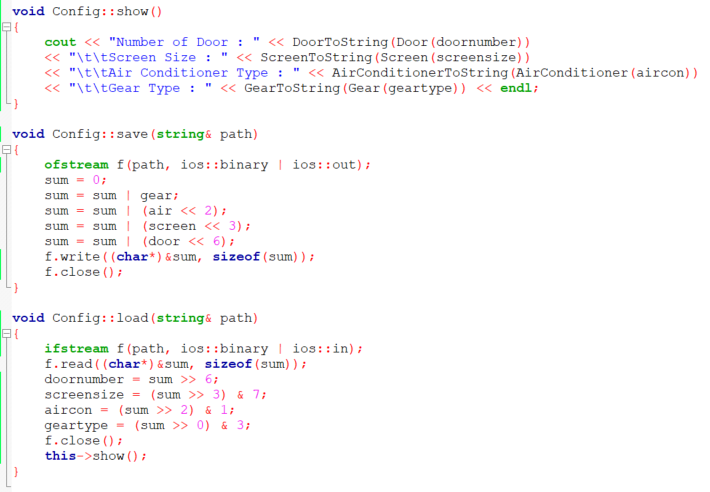 void Config::show()
{
    cout << "Number of Door : " << DoorToString(Door(doornumber))
    << "\t\tScreen Size : " << ScreenToString(Screen(screensize))
    << "\t\tAir Conditioner Type : " << AirConditionerToString(AirConditioner(aircon))
    << "\t\tGear Type : " << GearToString(Gear(geartype)) << endl;
}

void Config::save(string& path)
{
    ofstream f(path, ios::binary | ios::out);
    sum = 0;
    sum = sum | gear;
    sum = sum | (air << 2);
    sum = sum | (screen << 3);
    sum = sum | (door << 6);
    f.write((char*)&sum, sizeof(sum));
    f.close();
}

void Config::load(string& path)
{
    ifstream f(path, ios::binary | ios::in);
    f.read((char*)&sum, sizeof(sum));
    doornumber = sum >> 6;
    screensize = (sum >> 3) & 7;
    aircon = (sum >> 2) & 1;
    geartype = (sum >> 0) & 3;
    f.close();
    this->show();
}